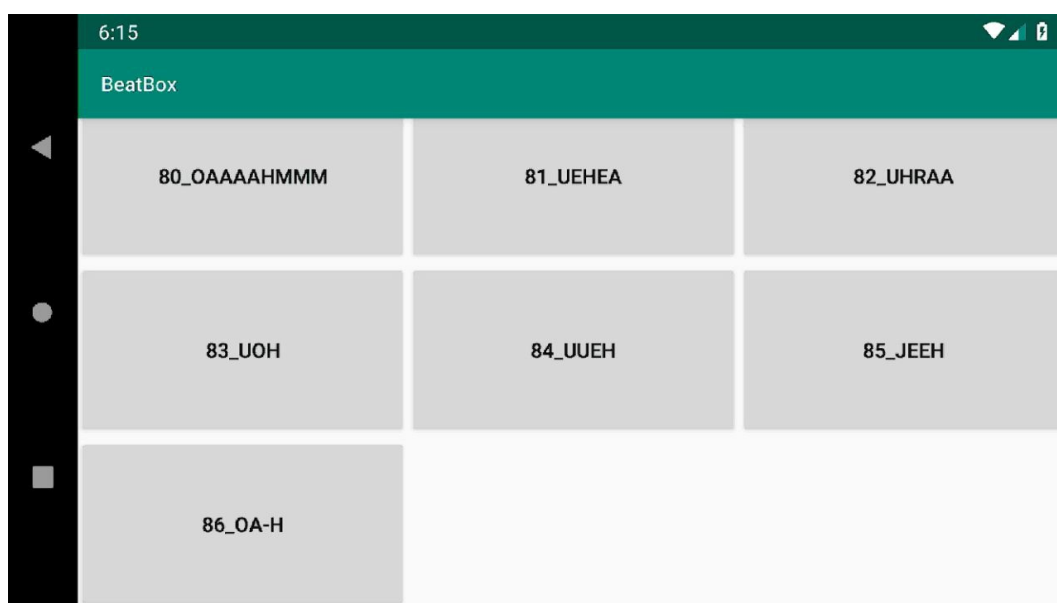 6:15
BeatBox
80_OAAAAHMMM 81_UEHEA 82_UHRAA
83_UOH 84_UUEH 85_JEEH
86_OA-H